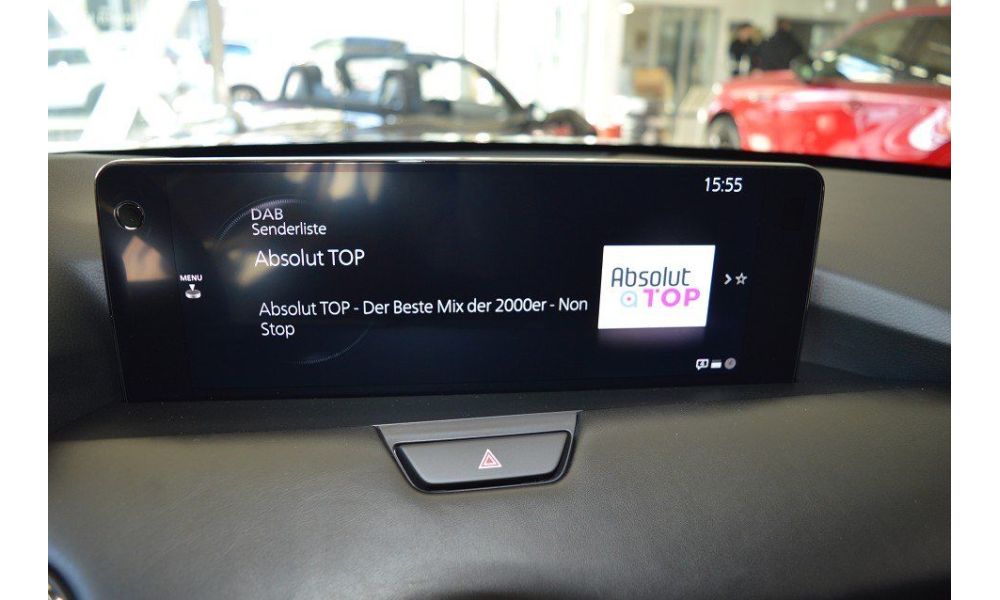 15:55
DAB
Senderliste
Absolut TOP
MENU
Absolut TOP - Der Beste Mix der 2000er - Non
Stop
Absolut
TOP